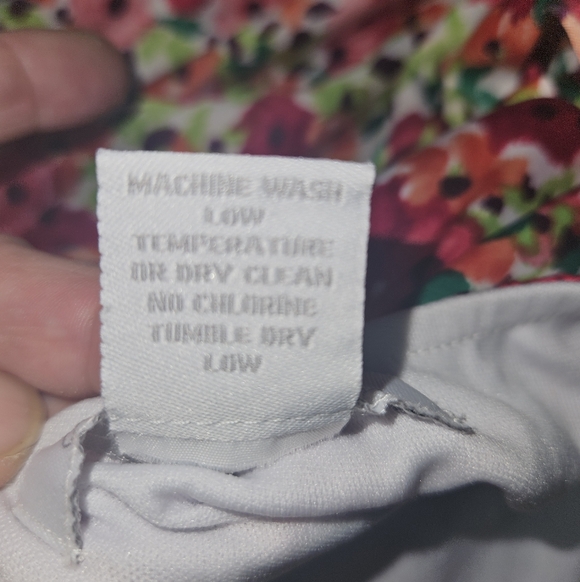 MACHINE WASH
LOW
TEMPERATURE
OR DRY CLEAN
NO CHLORINE
TUMBLE DRY
LOW